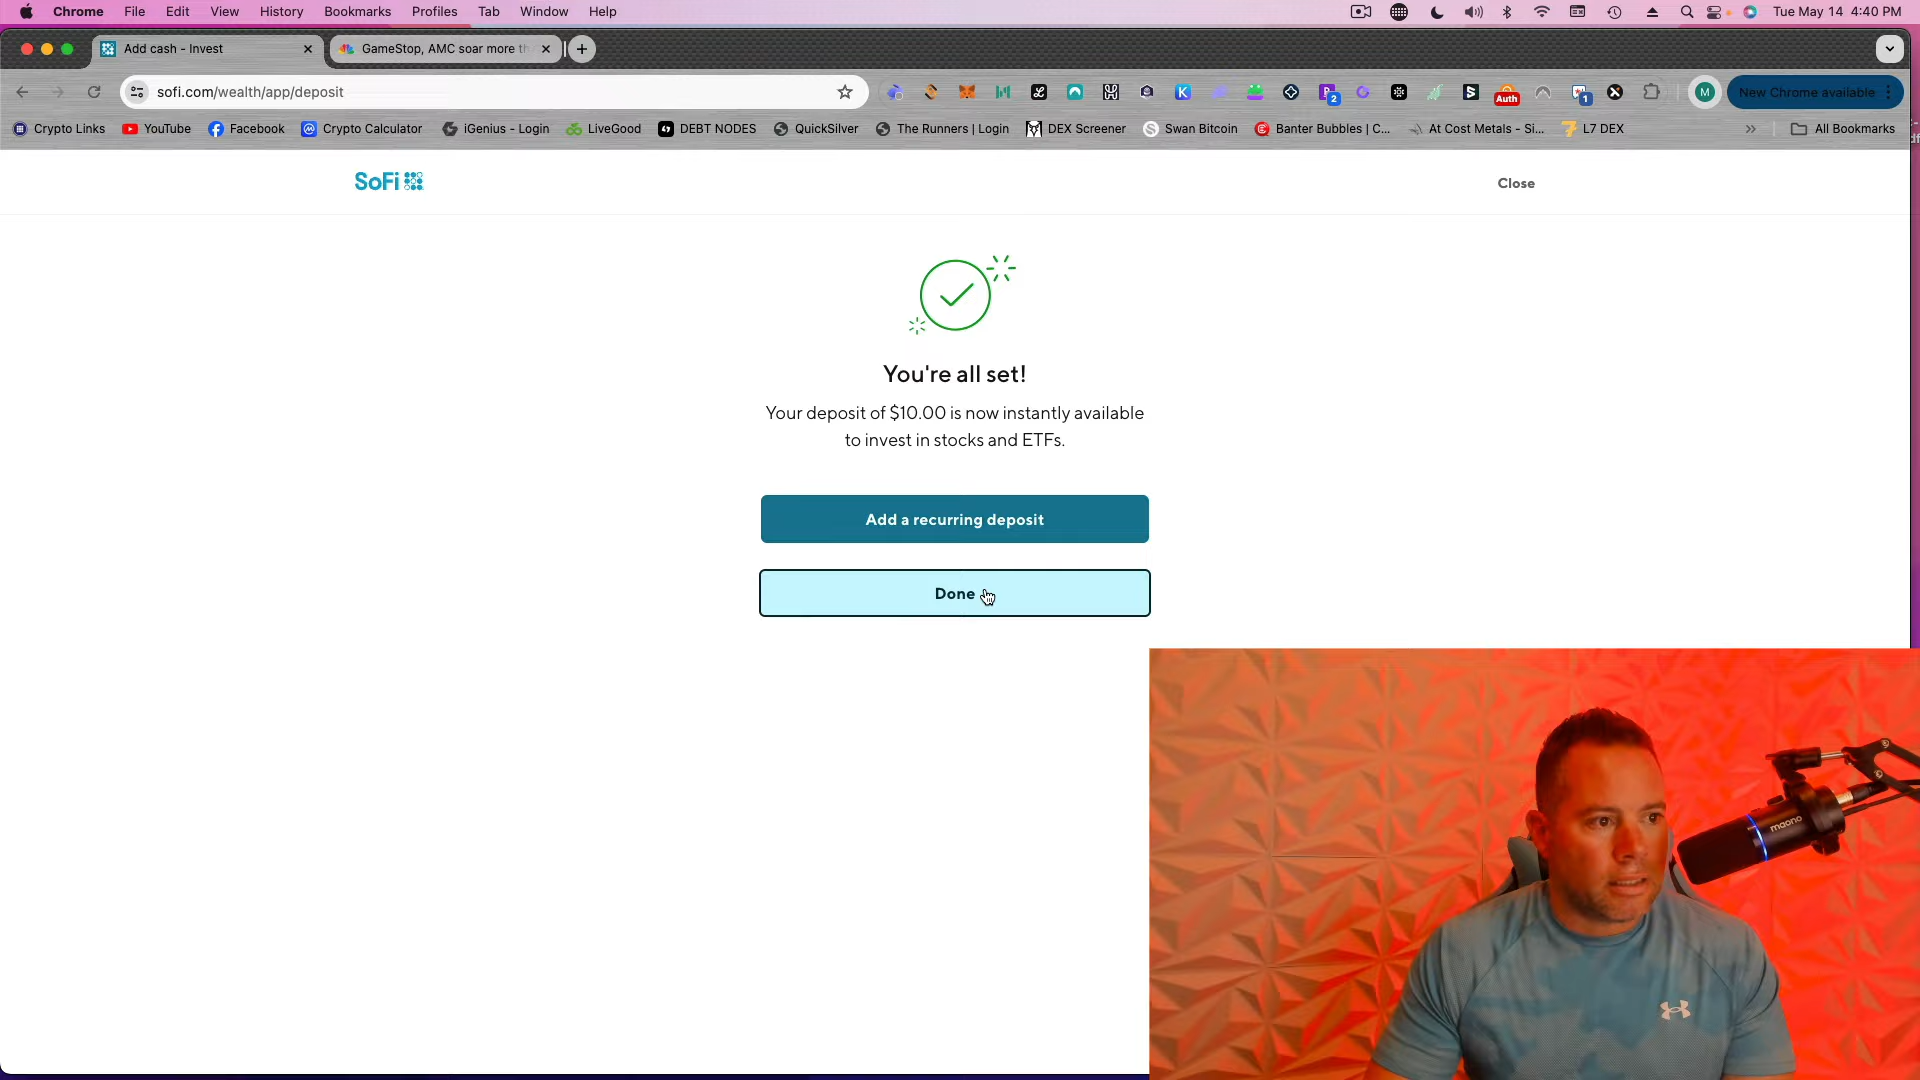 Chrome File Edit View History Bookmarks Profiles Tab Window Help Tue May 14 4:40 PM
Add cash - Invest GameStop, AMC soar more th
sofi.com/wealth/app/deposit 2 Auth 1 M New Chrome available
Crypto Links YouTube Facebook Crypto Calculator iGenius - Login LiveGood DEBT NODES QuickSilver The Runners | Login DEX Screener Swan Bitcoin Banter Bubbles | C... At Cost Metals - Si... L7 DEX » All Bookmarks
SoFi Close
You're all set!
Your deposit of $10.00 is now instantly available
to invest in stocks and ETFs.
Add a recurring deposit
Done
maono